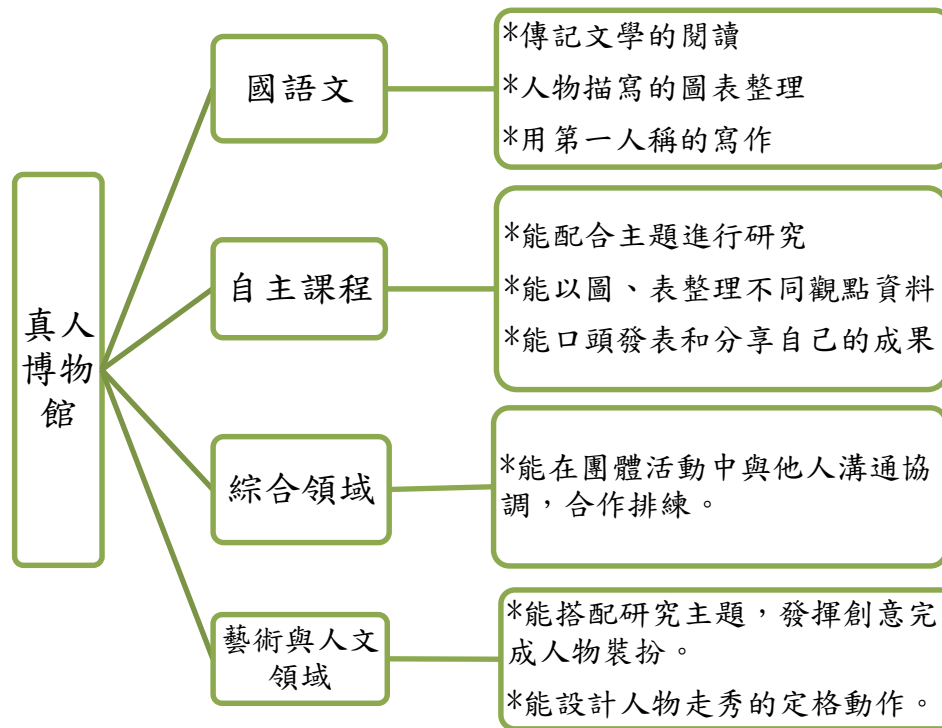 真人
博物
館
國語文
*傳記文學的閱讀
*人物描寫的圖表整理
*用第一人稱的寫作
自主課程
*能配合主題進行研究
*能以圖、表整理不同觀點資料
*能口頭發表和分享自己的成果
綜合領域
*能在團體活動中與他人溝通協
調，合作排練。
藝術與人文
領域
*能搭配研究主題，發揮創意完
成人物裝扮。
*能設計人物走秀的定格動作。